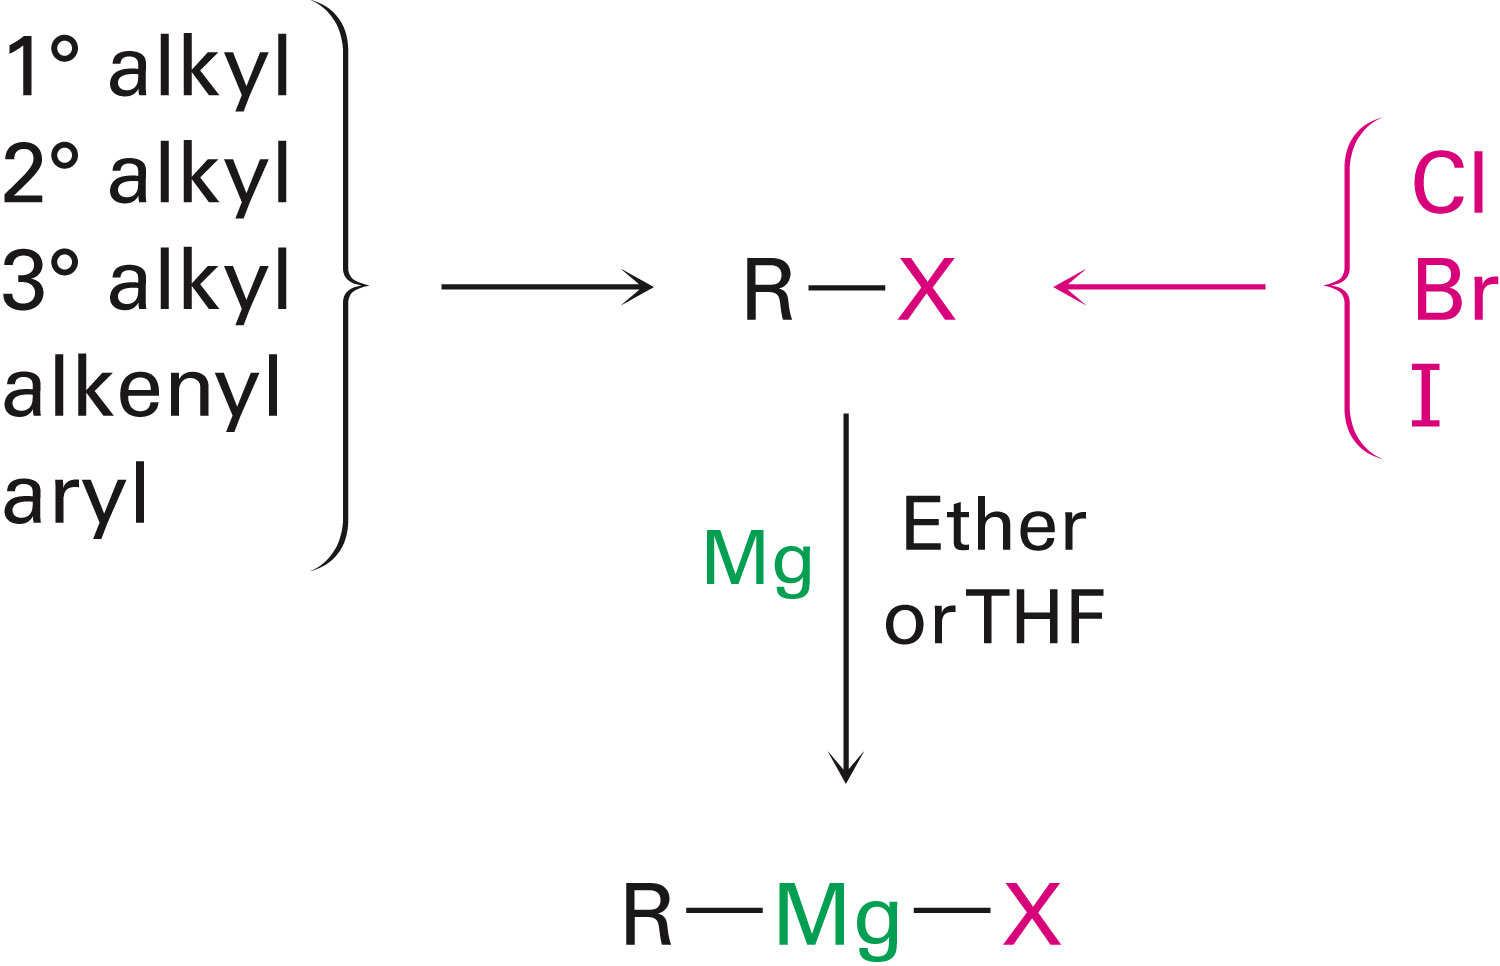 1° alkyl
2° alkyl
3° alkyl
alkenyl
aryl
R—X
Cl
Br
I
Mg
Ether
or THF
R—Mg—X